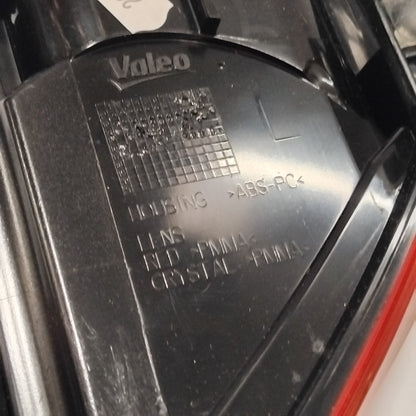 Valeo
L
HOUSING >ABS-PC<
LENS
RED >PMMA<
CRYSTAL >PMMA<